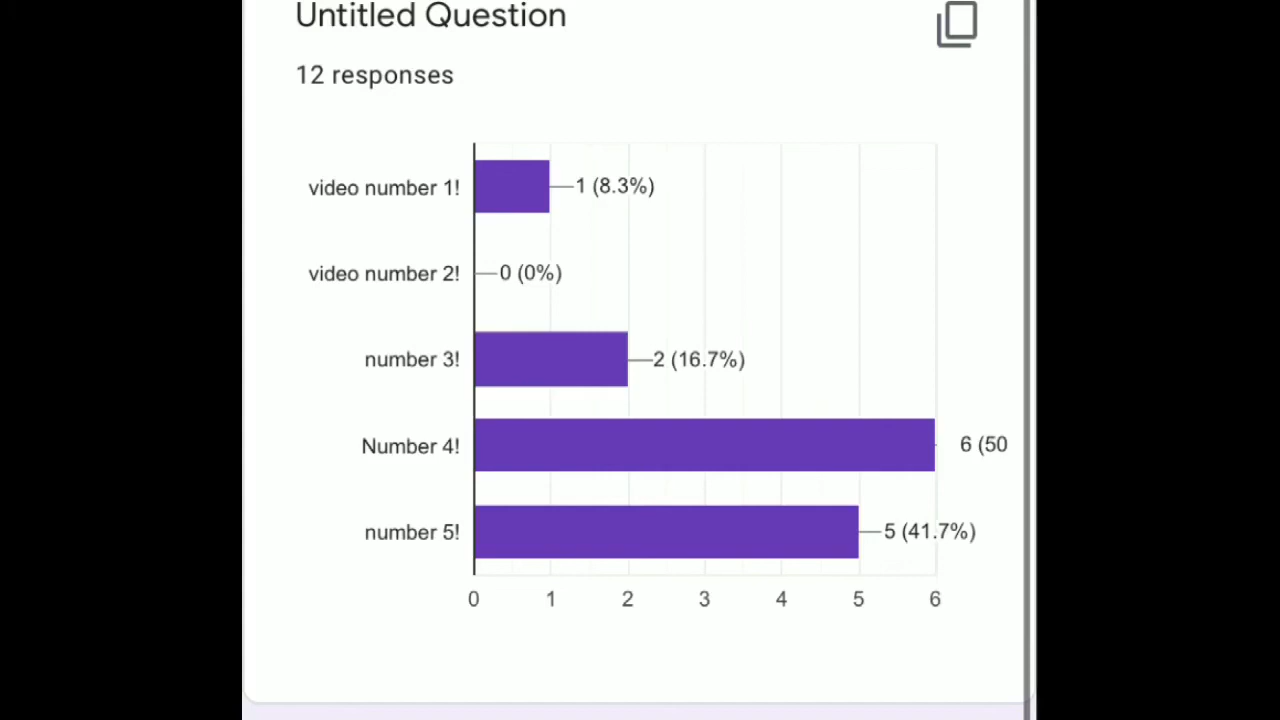 Untitled Question
12 responses
video number 1! 1 (8.3%)
video number 2! 0 (0%)
number 3! 2 (16.7%)
Number 4! 6 (50
number 5! 5 (41.7%)
0 1 2 3 4 5 6